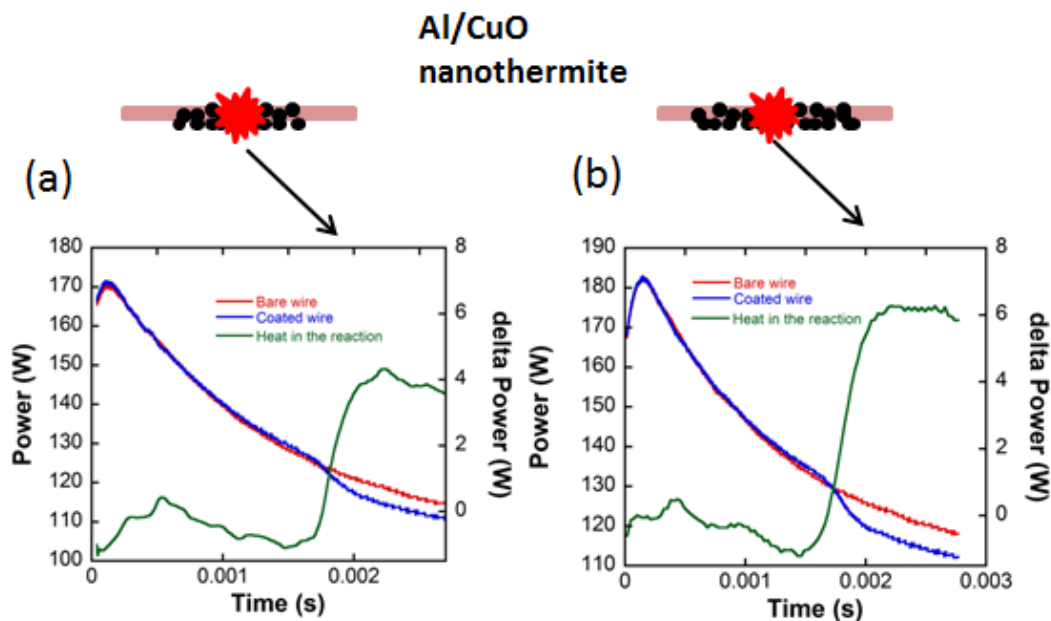 Al/CuO
nanothermite
(a)
(b)
180
170
160
150
140
130
120
110
100
Power (W)
8
6
4
2
0
delta Power (W)
Bare wire
Coated wire
Heat in the reaction
0
0.001
0.002
Time (s)
190
180
170
160
150
140
130
120
110
Power (W)
8
6
4
2
0
delta Power (W)
Bare wire
Coated wire
Heat in the reaction
0
0.001
0.002
0.003
Time (s)